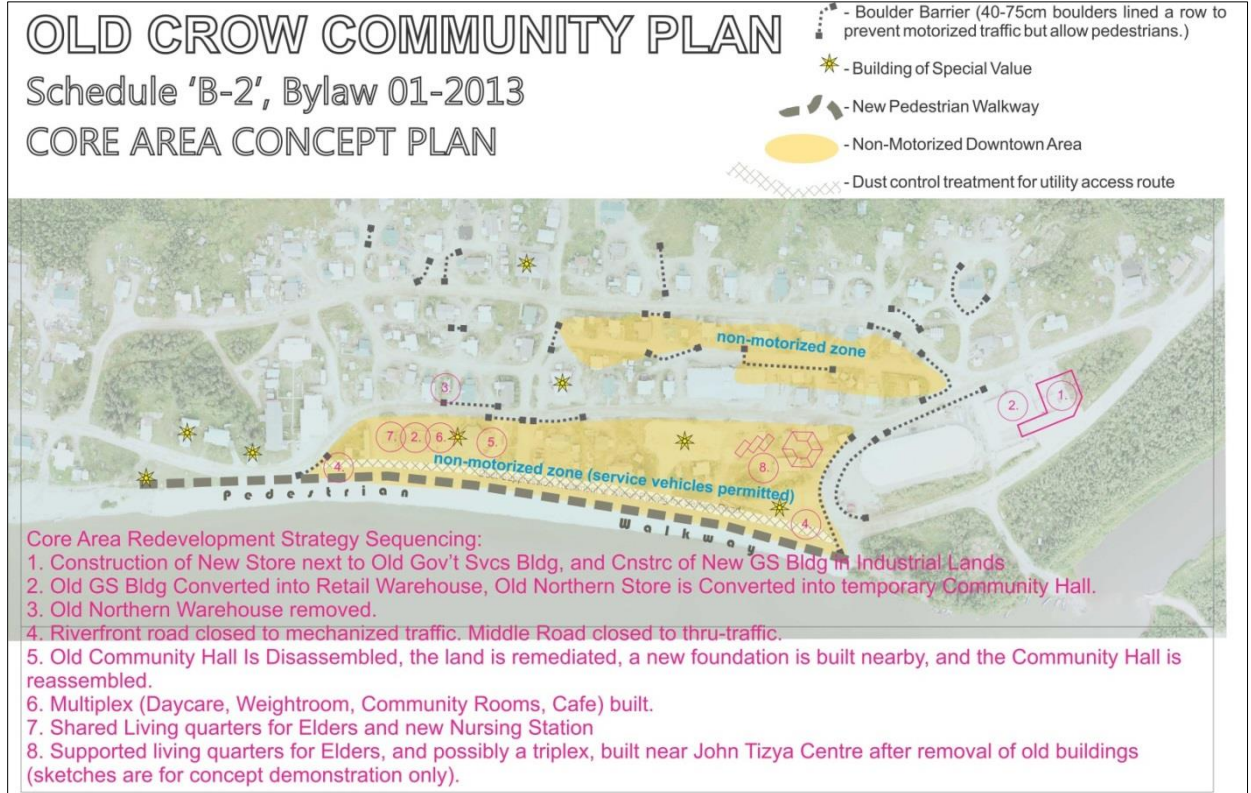 OLD CROW COMMUNITY PLAN
Schedule ‘B-2’, Bylaw 01-2013
CORE AREA CONCEPT PLAN
- Boulder Barrier (40-75cm boulders lined a row to
prevent motorized traffic but allow pedestrians.)
- Building of Special Value
- New Pedestrian Walkway
- Non-Motorized Downtown Area
- Dust control treatment for utility access route
non-motorized zone
3.
2.
1.
7.
2.
6.
5.
8.
4.
non-motorized zone (service vehicles permitted)
4.
Pedestrian
Walkway
Core Area Redevelopment Strategy Sequencing:
1. Construction of New Store next to Old Gov’t Svcs Bldg, and Cnstrc of New GS Bldg in Industrial Lands
2. Old GS Bldg Converted into Retail Warehouse, Old Northern Store is Converted into temporary Community Hall.
3. Old Northern Warehouse removed.
4. Riverfront road closed to mechanized traffic. Middle Road closed to thru-traffic.
5. Old Community Hall Is Disassembled, the land is remediated, a new foundation is built nearby, and the Community Hall is
reassembled.
6. Multiplex (Daycare, Weightroom, Community Rooms, Cafe) built.
7. Shared Living quarters for Elders and new Nursing Station
8. Supported living quarters for Elders, and possibly a triplex, built near John Tizya Centre after removal of old buildings
(sketches are for concept demonstration only).